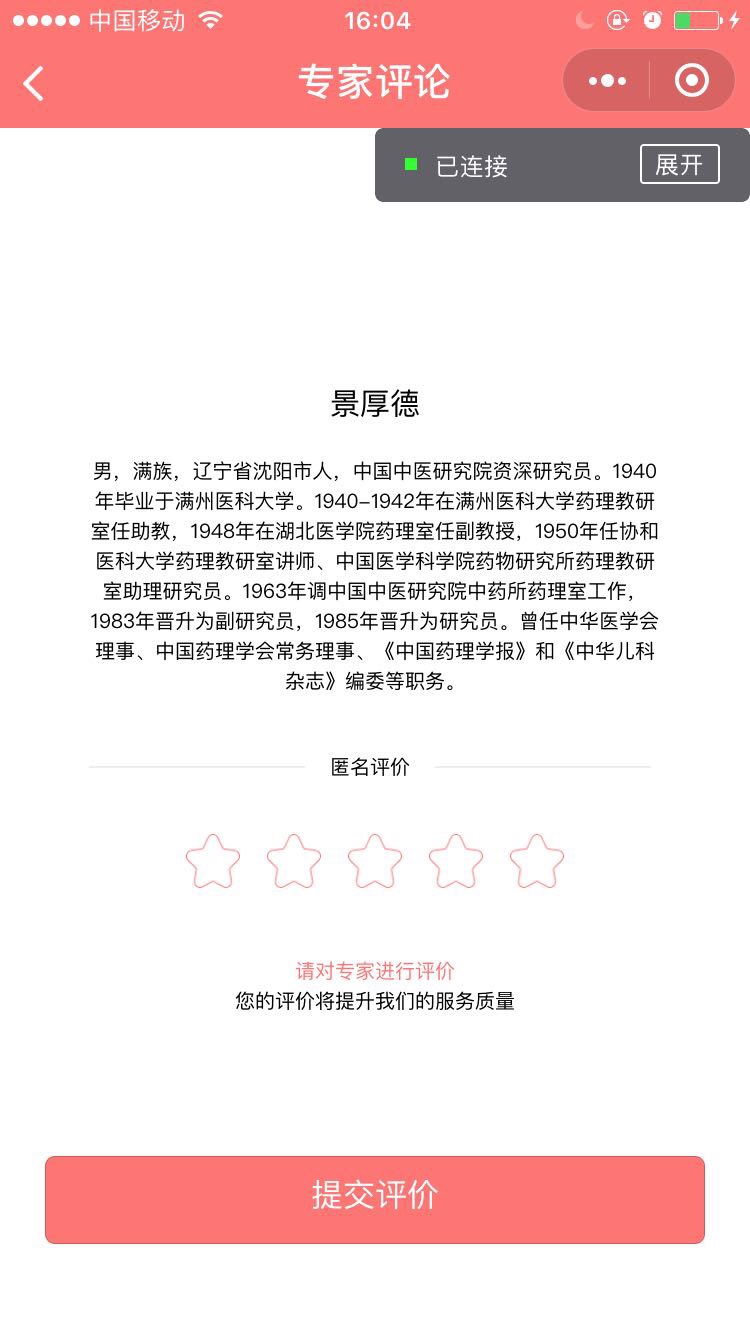 中国移动
16:04
专家评论
已连接
展开
景厚德
男，满族，辽宁省沈阳市人，中国中医研究院资深研究员。1940
年毕业于满州医科大学。1940-1942年在满州医科大学药理教研
室任助教，1948年在湖北医学院药理室任副教授，1950年任协和
医科大学药理教研室讲师、中国医学科学院药物研究所药理教研
室助理研究员。1963年调中国中医研究院中药所药理室工作，
1983年晋升为副研究员，1985年晋升为研究员。曾任中华医学会
理事、中国药理学会常务理事、《中国药理学报》和《中华儿科
杂志》编委等职务。
匿名评价
请对专家进行评价
您的评价将提升我们的服务质量
提交评价